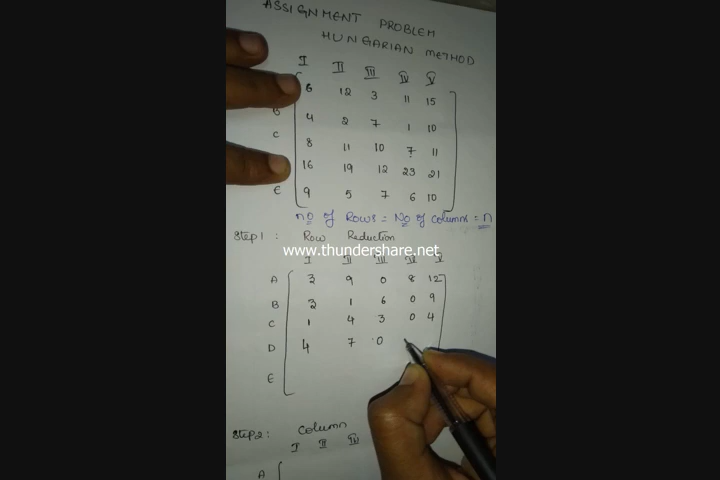 ASSIGNMENT PROBLEM
HUNGARIAN METHOD
I II III IV V
6 12 3 11 15
B 4 2 7 1 10
C 8 11 10 7 11
16 19 12 23 21
E 9 5 7 6 10
no of Rows = No of columns = n
Step 1 : Row Reduction
www.thundershare.net
I II III IV V
A 3 9 0 8 12
B 3 1 6 0 9
C 1 4 3 0 4
D 4 7 0
E
Step 2 : Column
I II
A